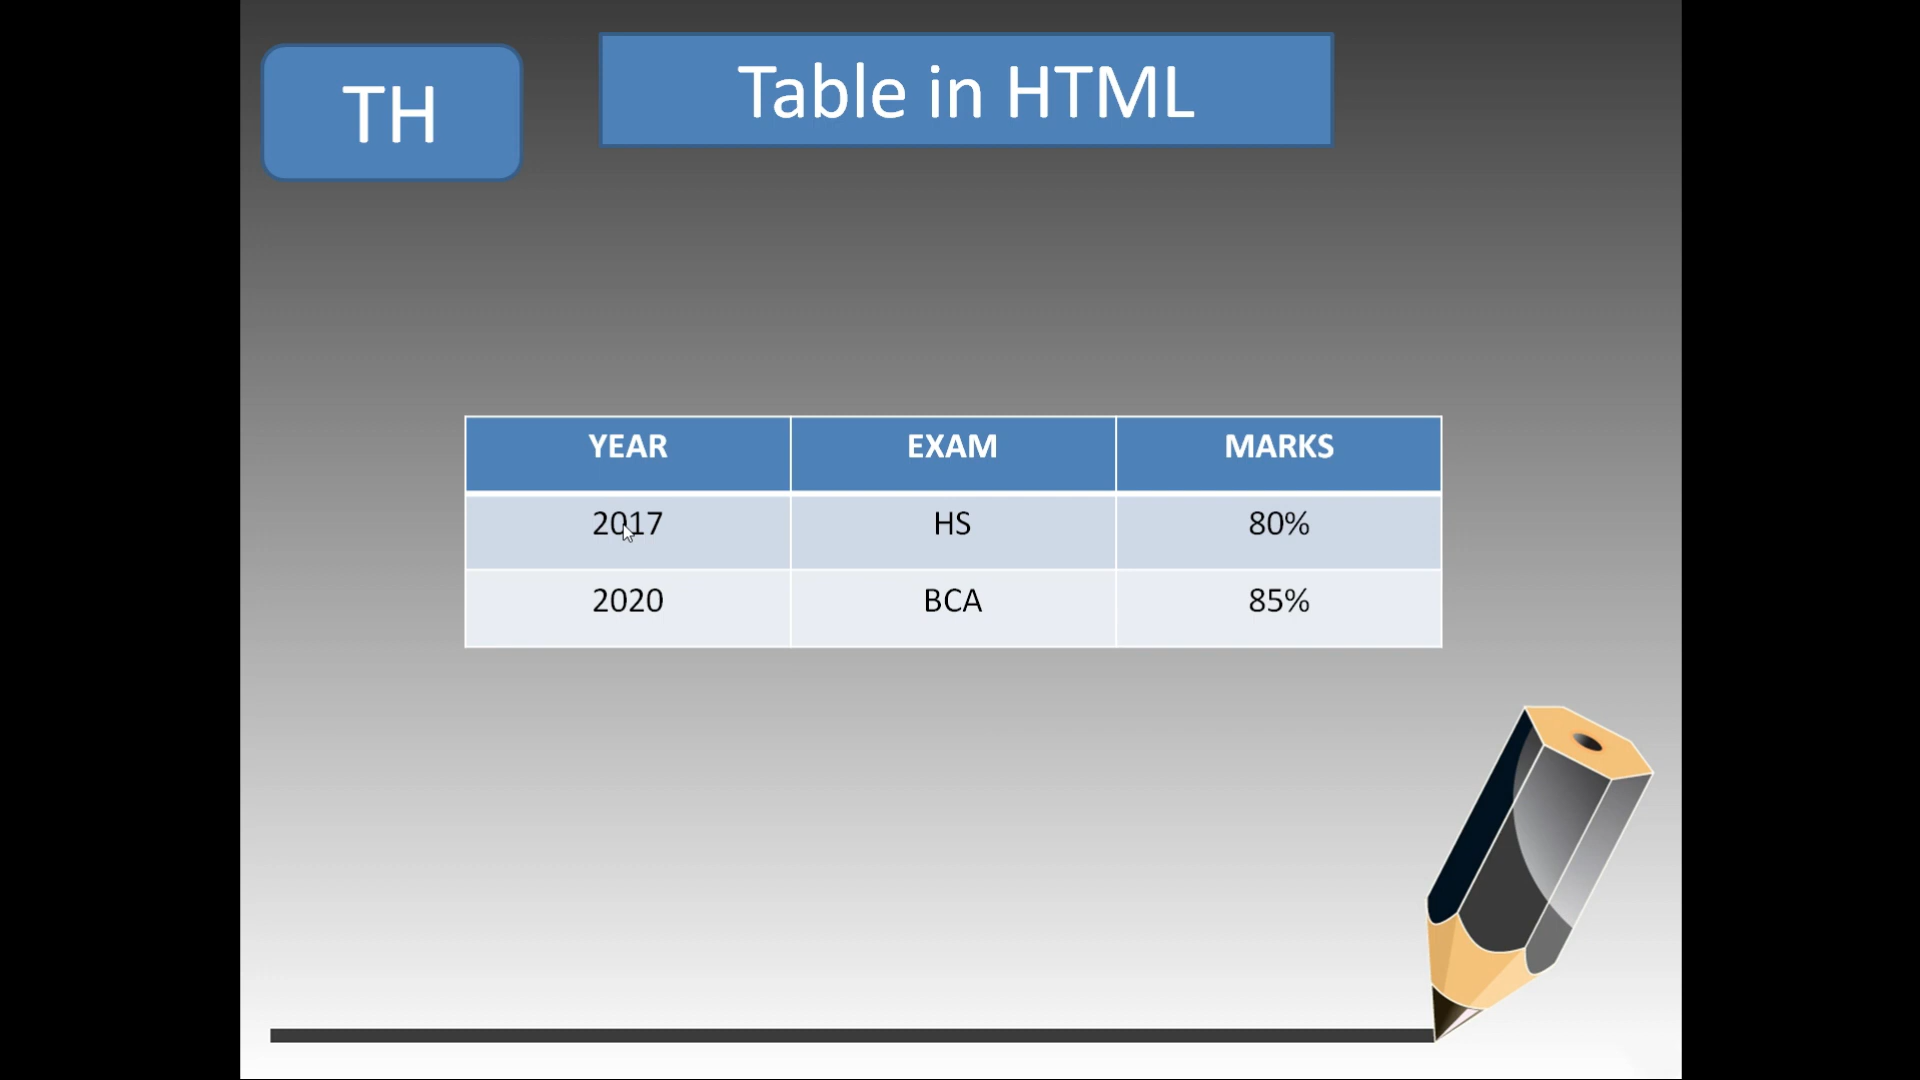 TH
Table in HTML
YEAR EXAM MARKS
2017 HS 80%
2020 BCA 85%